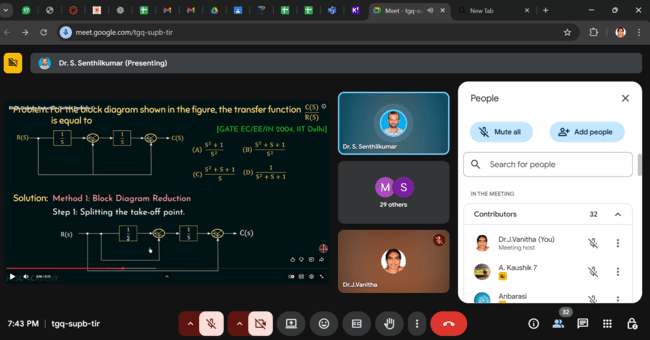 Meet - tgq-su
New Tab
meet.google.com/tgq-supb-tir
Dr. S. Senthilkumar (Presenting)
Problem: For the block diagram shown in the figure, the transfer function C(S)/R(S)
is equal to
[GATE EC/EE/IN 2004, IIT Delhi]
R(S) 1/S 1/S C(S)
(A) S²+1/S² (B) S²+S+1/S²
(C) S²+S+1/S (D) 1/S²+S+1
Solution: Method 1: Block Diagram Reduction
Step 1: Splitting the take-off point.
R(s) 1/S 1/S C(s)
Dr. S. Senthilkumar
M S
29 others
Dr.J.Vanitha
People
Mute all
Add people
Search for people
IN THE MEETING
Contributors 32
Dr.J.Vanitha (You)
Meeting host
A. Kaushik 7
Anbarasi
7:43 PM | tgq-supb-tir
32